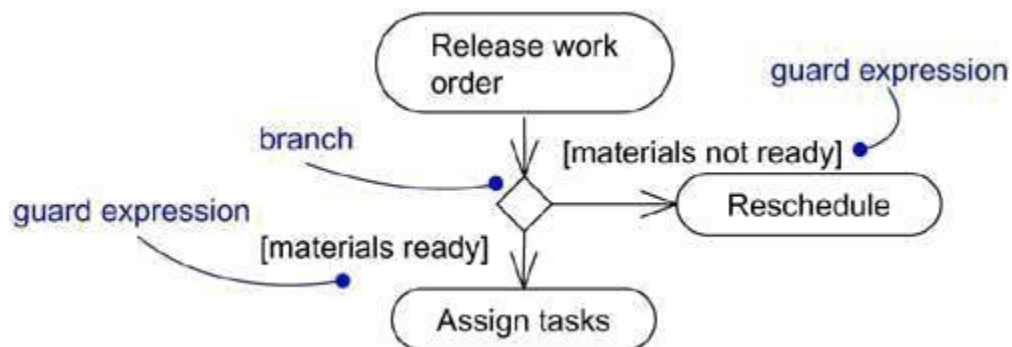 Release work
order
guard expression
branch
[materials not ready]
Reschedule
guard expression
[materials ready]
Assign tasks